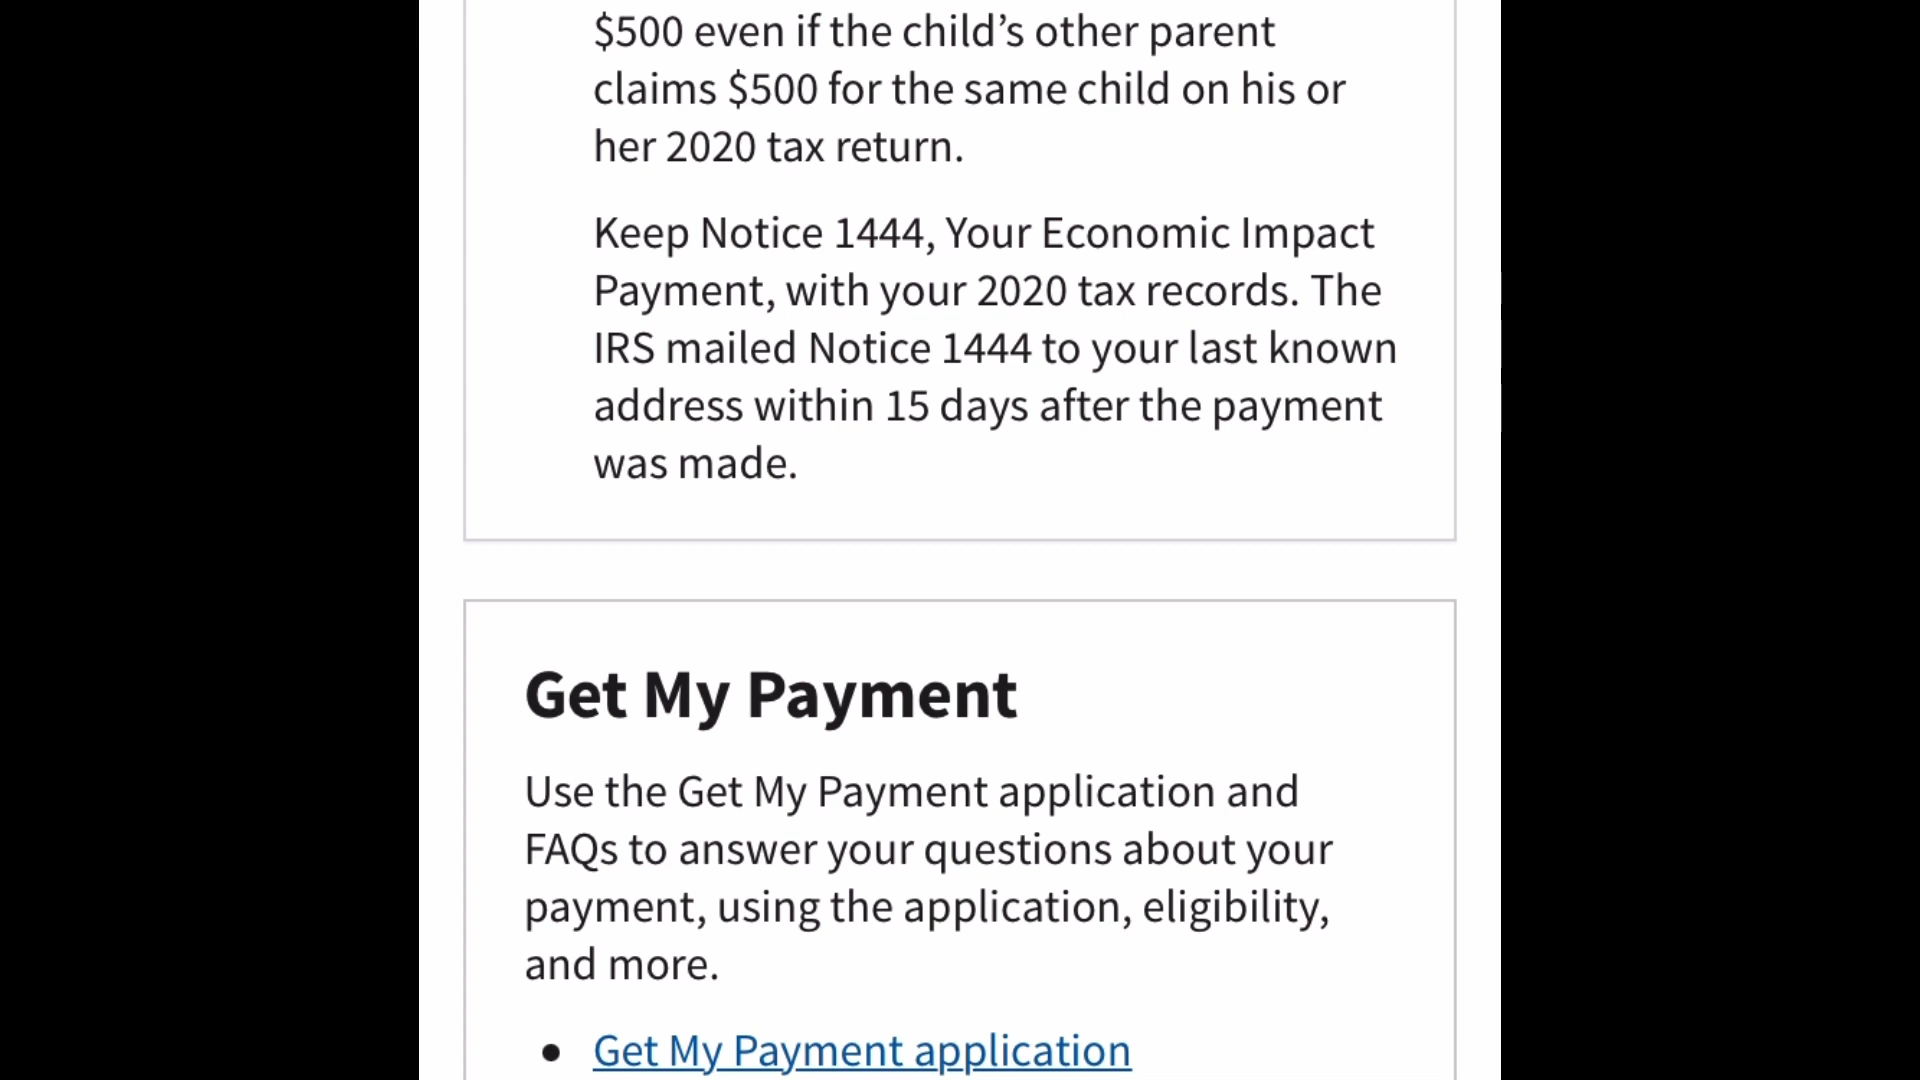 $500 even if the child’s other parent
claims $500 for the same child on his or
her 2020 tax return.
Keep Notice 1444, Your Economic Impact
Payment, with your 2020 tax records. The
IRS mailed Notice 1444 to your last known
address within 15 days after the payment
was made.
Get My Payment
Use the Get My Payment application and
FAQs to answer your questions about your
payment, using the application, eligibility,
and more.
• Get My Payment application